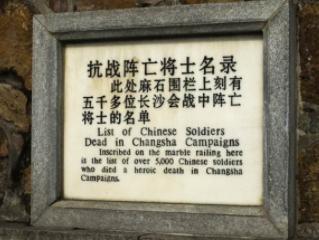 抗战阵亡将士名录
此处麻石围栏上刻有
五千多位长沙会战中阵亡
将士的名单
List of Chinese Soldiers
Dead in Changsha Campaigns
Inscribed on the marble railing here
is the list of over 5,000 Chinese soldiers
who died a heroic death in Changsha
Campaigns.